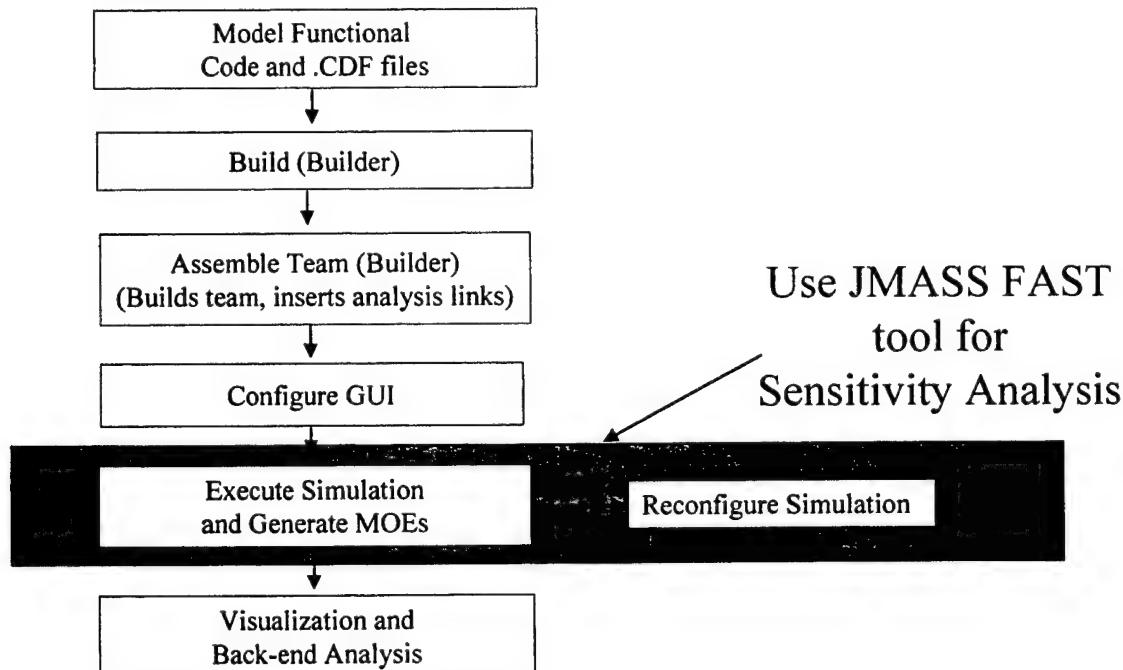 Model Functional
Code and .CDF files
Build (Builder)
Assemble Team (Builder)
(Builds team, inserts analysis links)
Use JMASS FAST
tool for
Sensitivity Analysis
Configure GUI
Execute Simulation
and Generate MOEs
Reconfigure Simulation
Visualization and
Back-end Analysis